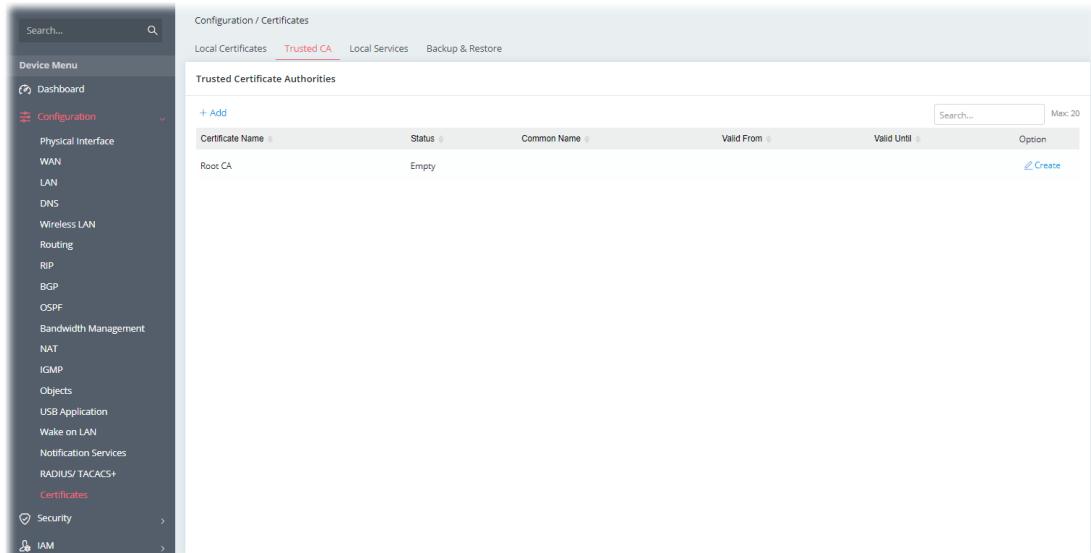 Search...
Device Menu
Dashboard
Configuration
Physical Interface
WAN
LAN
DNS
Wireless LAN
Routing
RIP
BGP
OSPF
Bandwidth Management
NAT
IGMP
Objects
USB Application
Wake on LAN
Notification Services
RADIUS/ TACACS+
Certificates
Security
IAM
Configuration / Certificates
Local Certificates Trusted CA Local Services Backup & Restore
Trusted Certificate Authorities
+ Add Search... Max: 20
Certificate Name Status Common Name Valid From Valid Until Option
Root CA Empty Create